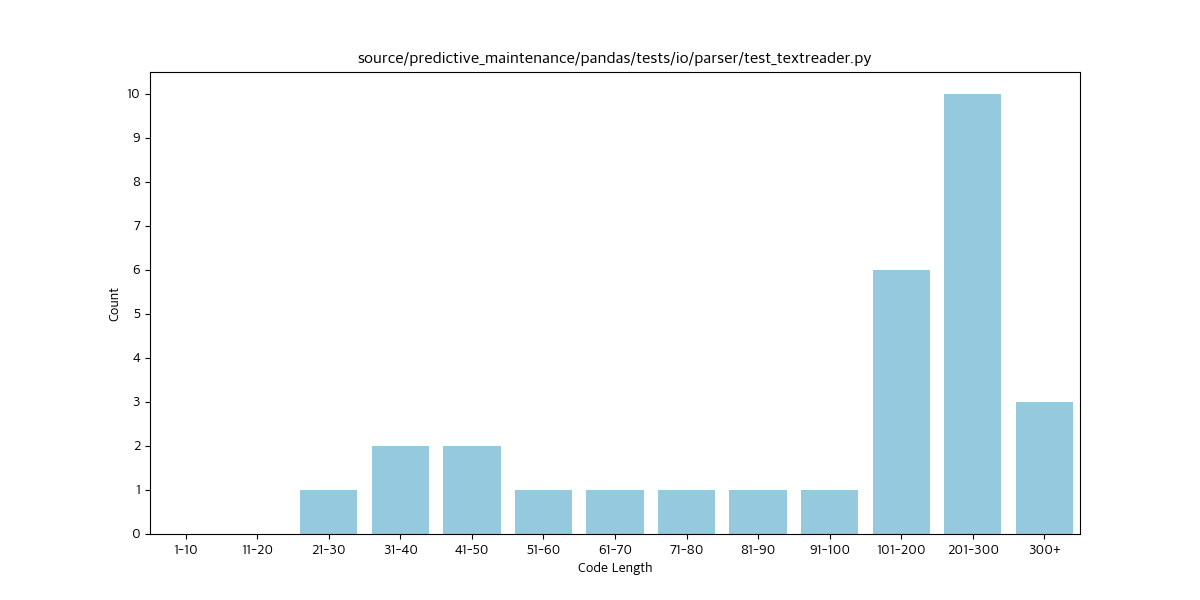 source/predictive_maintenance/pandas/tests/io/parser/test_textreader.py
10
9
8
7
6
5
4
3
2
1
0
Count
1-10 11-20 21-30 31-40 41-50 51-60 61-70 71-80 81-90 91-100 101-200 201-300 300+
Code Length